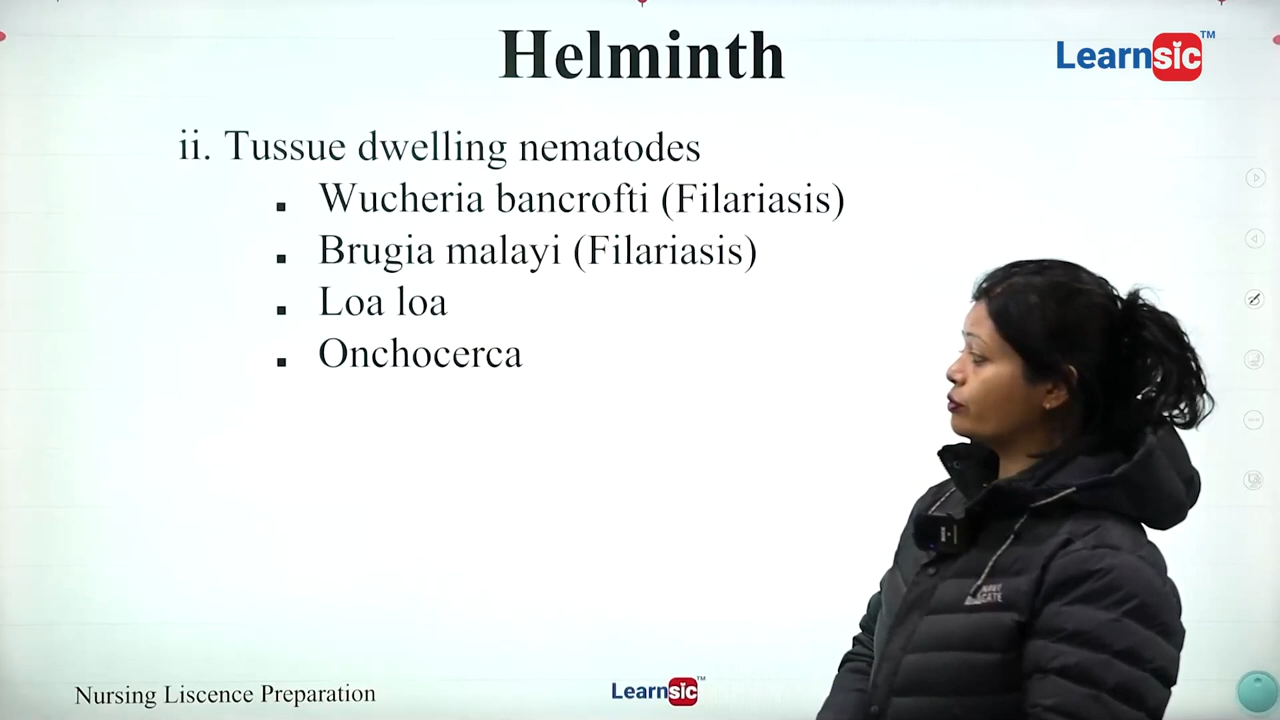 Helminth
Learnsic™
ii. Tussue dwelling nematodes
▪ Wucheria bancrofti (Filariasis)
▪ Brugia malayi (Filariasis)
▪ Loa loa
▪ Onchocerca
Nursing Liscence Preparation
Learnsic™